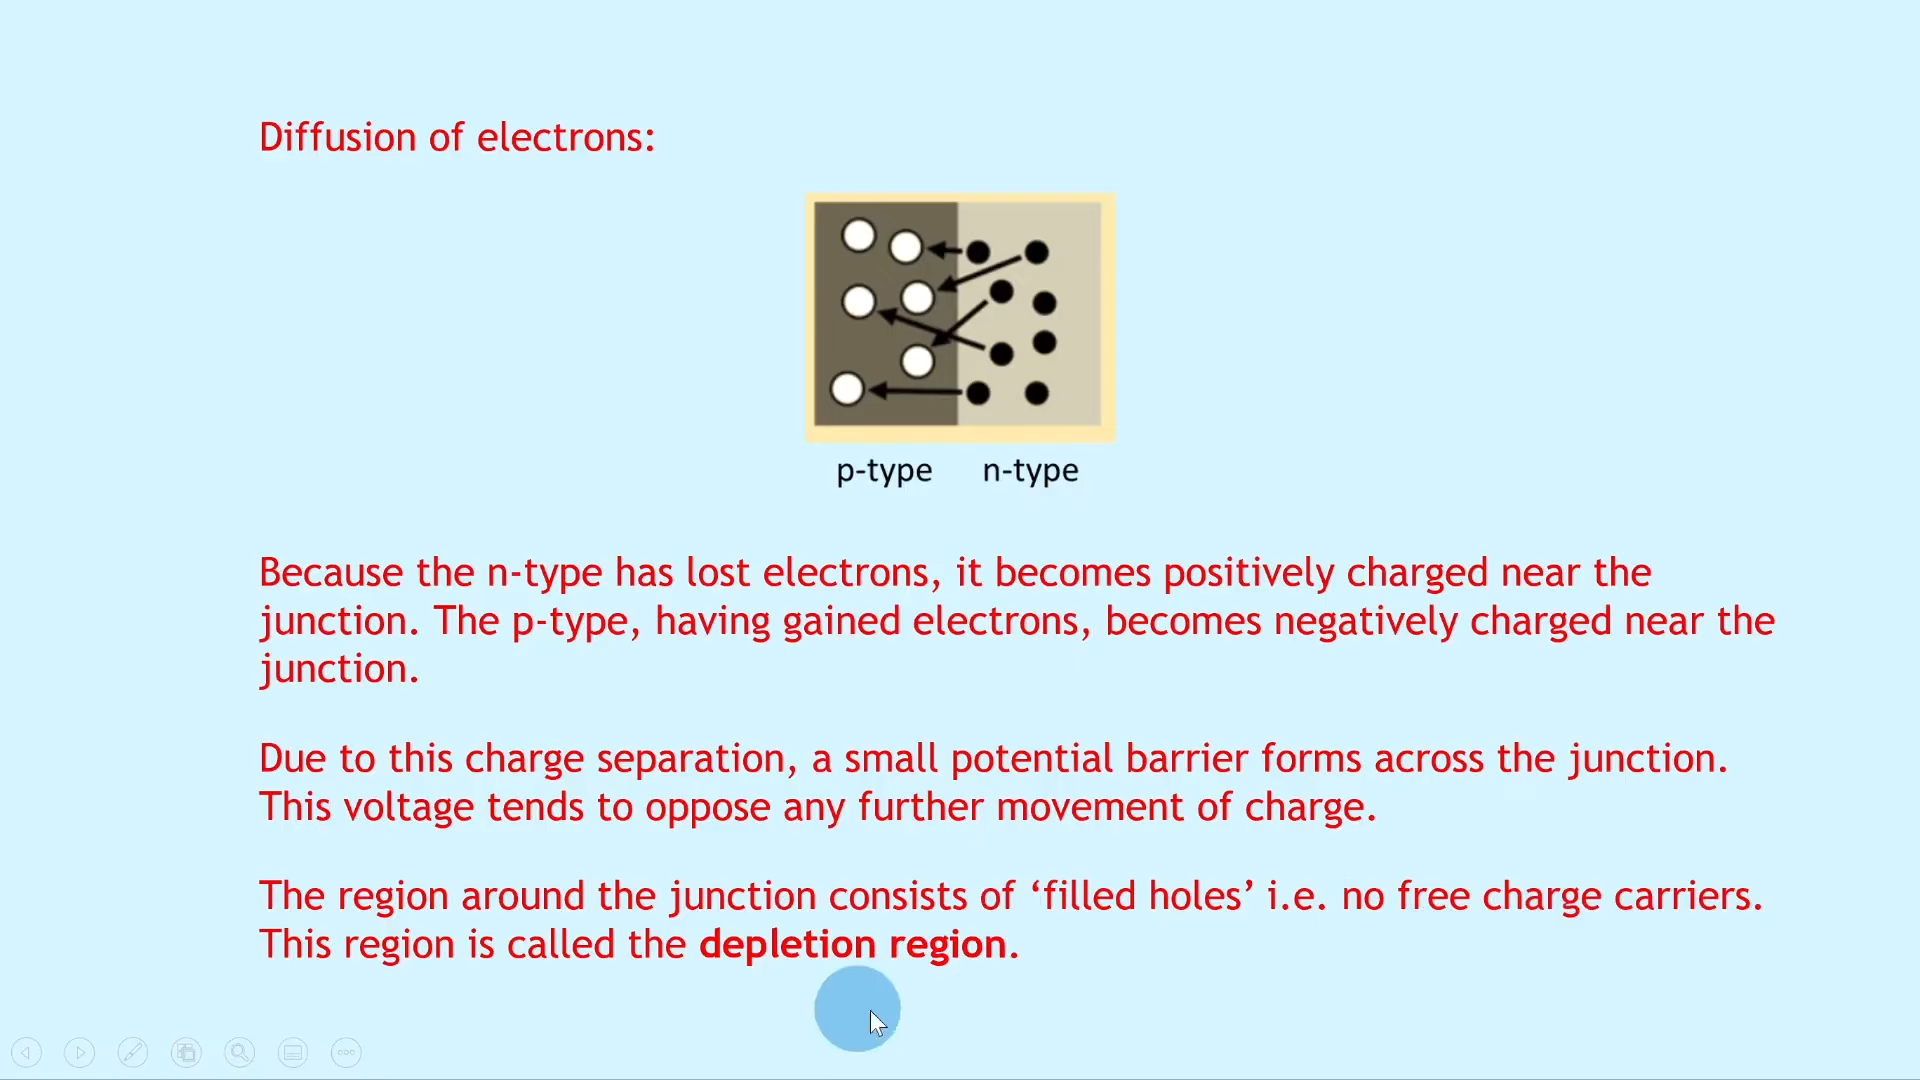 Diffusion of electrons:
p-type n-type
Because the n-type has lost electrons, it becomes positively charged near the
junction. The p-type, having gained electrons, becomes negatively charged near the
junction.
Due to this charge separation, a small potential barrier forms across the junction.
This voltage tends to oppose any further movement of charge.
The region around the junction consists of ‘filled holes’ i.e. no free charge carriers.
This region is called the depletion region.